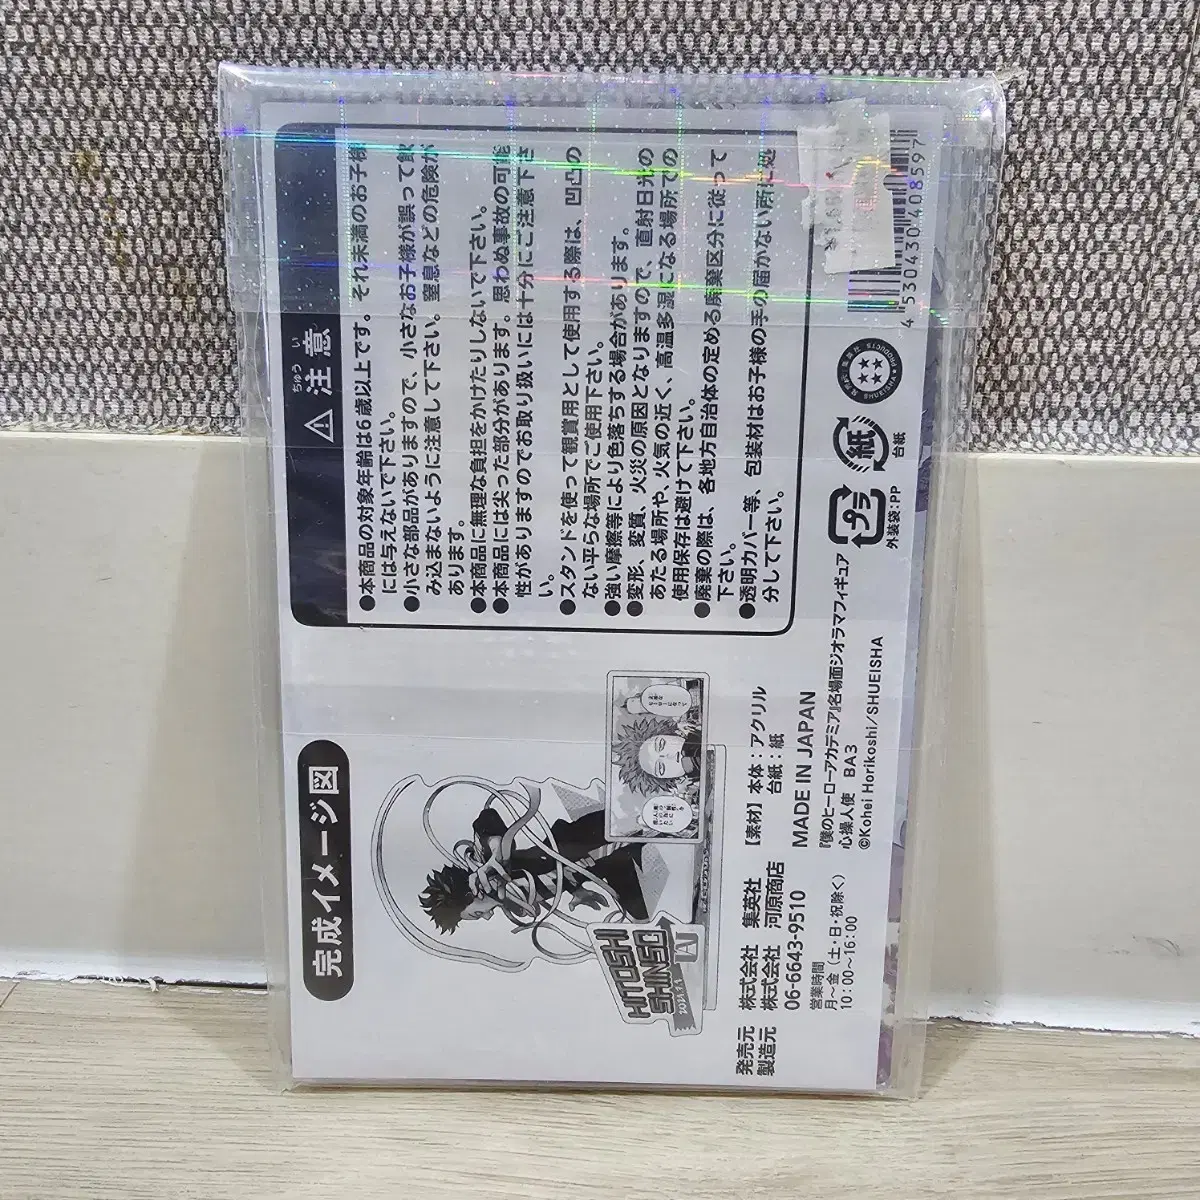 注意
ちゅう い
●本商品の対象年齢は6歳以上です。それ未満のお子様
には与えないで下さい。
●小さな部品がありますので、小さなお子様が誤って飲
み込まないように注意して下さい。窒息などの危険が
あります。
●本商品に無理な負担をかけたりしないで下さい。
●本商品には尖った部分があります。思わぬ事故の可能
性がありますのでお取り扱いには十分にご注意下さ
い。
●スタンドを使って観賞用として使用する際は、凹凸の
ない平らな場所でご使用下さい。
●強い摩擦等により色落ちする場合があります。
●変形、変質、火災の原因となりますので、直射日光の
あたる場所や、火気の近く、高温多湿になる場所での
使用保存は避けて下さい。
●廃棄の際は、各地方自治体の定める廃棄区分に従って
下さい。
●透明カバー等、包装材はお子様の手の届かない所に処
分して下さい。
4 530430 408597
プラ
外装袋:PP
紙
台紙
完成イメージ図
HITOSHI
SHINSO
発売元 株式会社 集英社
製造元 株式会社 河原商店
06-6643-9510
営業時間
月～金(土・日・祝除く)
10:00～16:00
【素材】本体:アクリル
台紙:紙
MADE IN JAPAN
『僕のヒーローアカデミア』名場面ジオラマフィギュア
心操人使 BA3
©Kohei Horikoshi/SHUEISHA